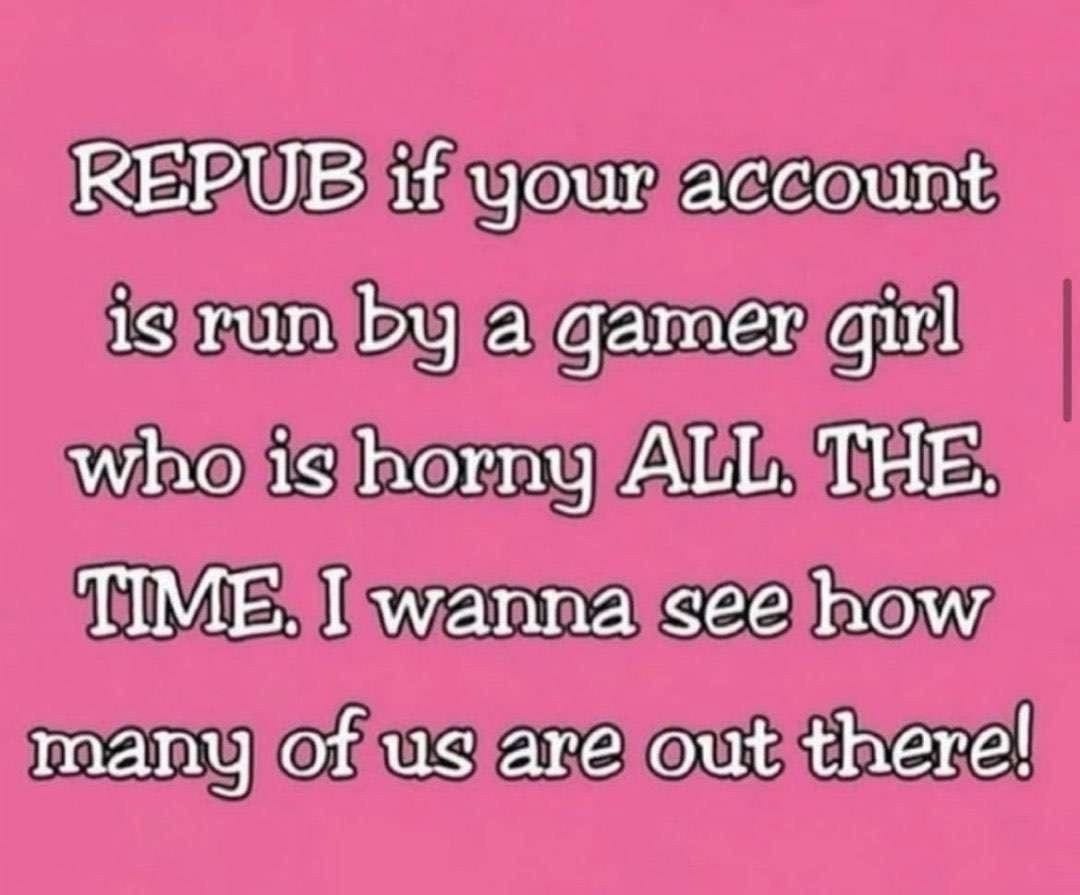 REPUB if your account
is run by a gamer girl
who is horny ALL. THE.
TIME. I wanna see how
many of us are out there!